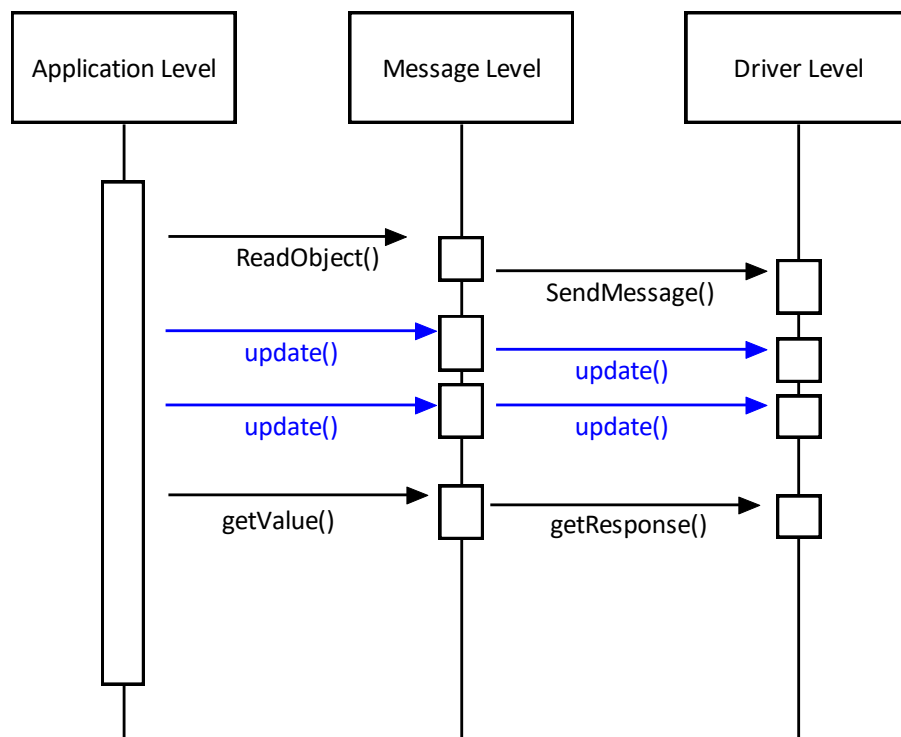 Application Level
Message Level
Driver Level
ReadObject()
SendMessage()
update()
update()
update()
update()
getValue()
getResponse()